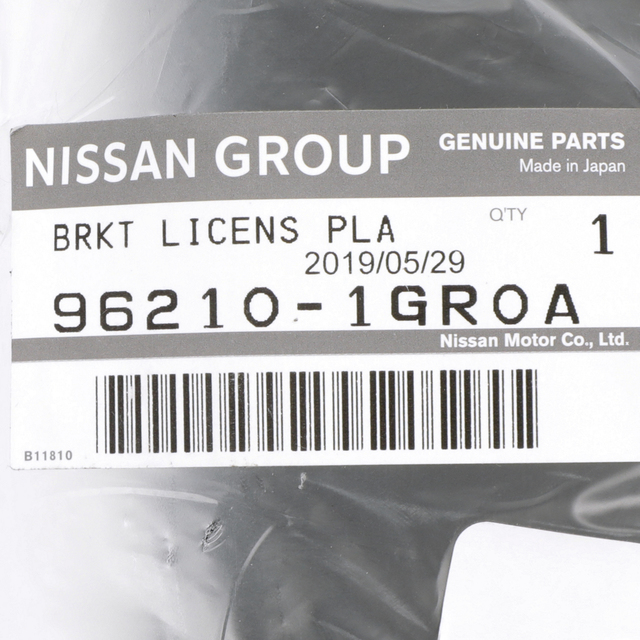 NISSAN GROUP
GENUINE PARTS
Made in Japan
BRKT LICENS PLA
Q'TY
1
2019/05/29
96210-1GR0A
Nissan Motor Co., Ltd.
B11810